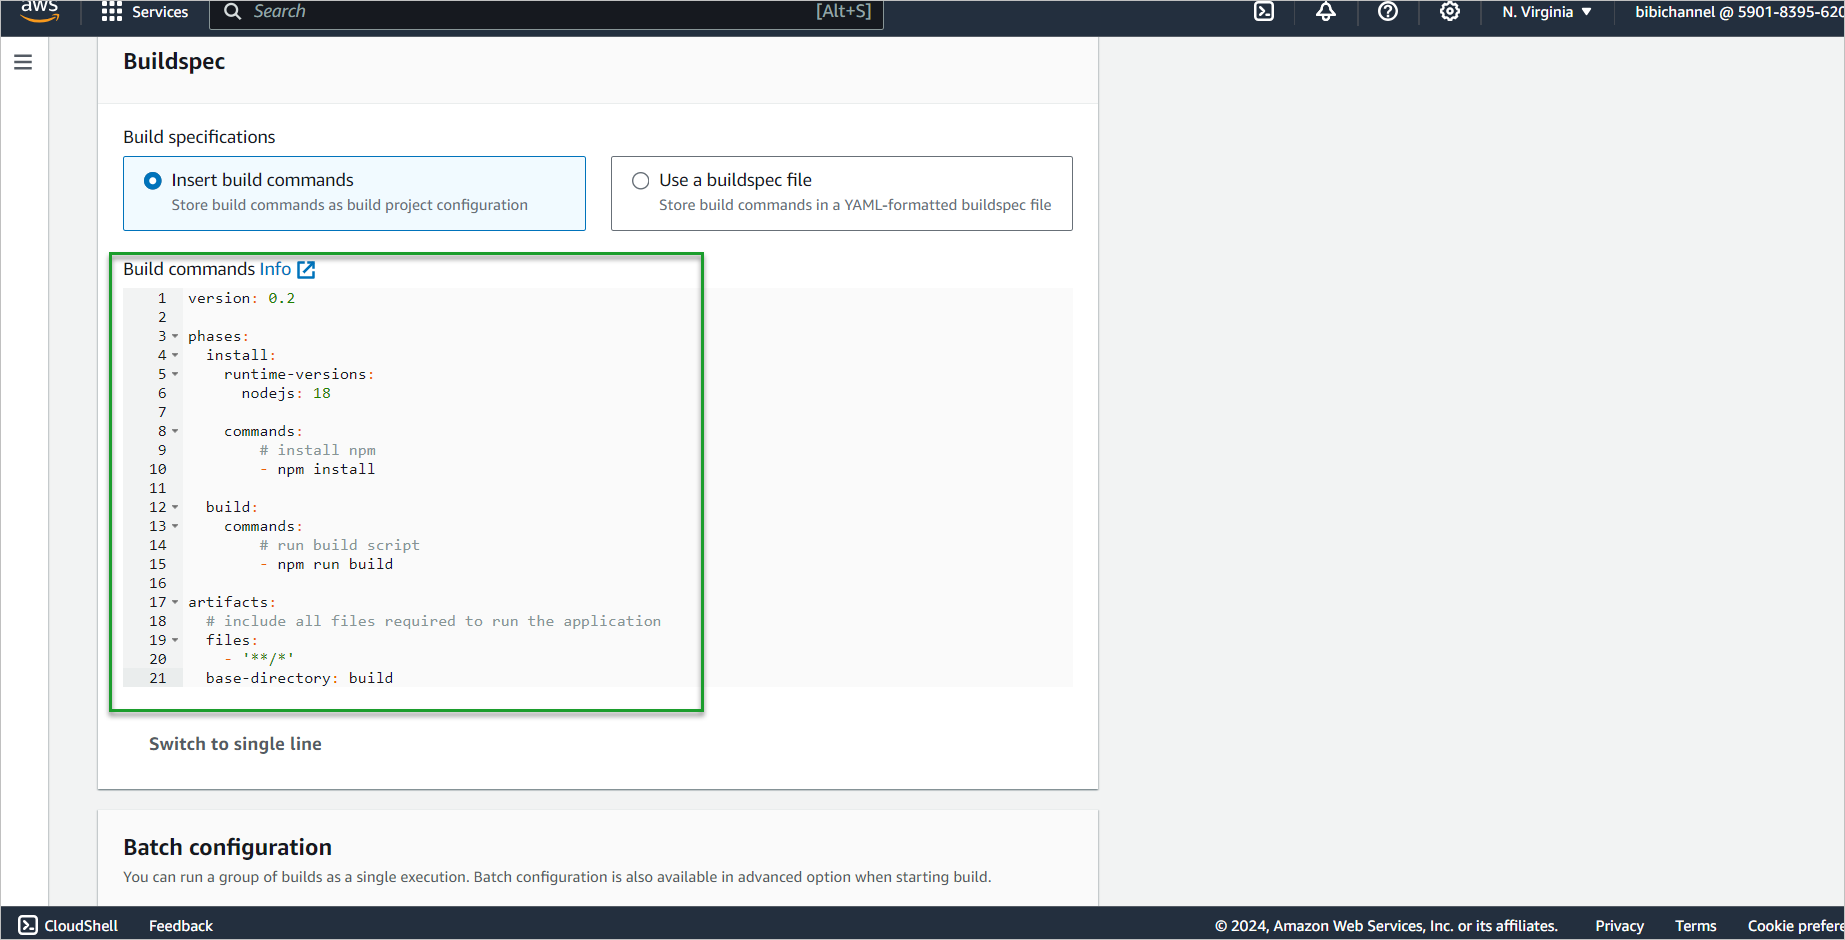 aws
Services
Search
[Alt+S]
N. Virginia ▼
bibichannel @ 5901-8395-620
Buildspec
Build specifications
Insert build commands
Store build commands as build project configuration
Use a buildspec file
Store build commands in a YAML-formatted buildspec file
Build commands Info
1 version: 0.2
2
3 phases:
4   install:
5     runtime-versions:
6       nodejs: 18
7
8     commands:
9         # install npm
10         - npm install
11
12   build:
13     commands:
14         # run build script
15         - npm run build
16
17 artifacts:
18   # include all files required to run the application
19   files:
20     - '**/*'
21   base-directory: build
Switch to single line
Batch configuration
You can run a group of builds as a single execution. Batch configuration is also available in advanced option when starting build.
CloudShell
Feedback
© 2024, Amazon Web Services, Inc. or its affiliates.
Privacy
Terms
Cookie prefere